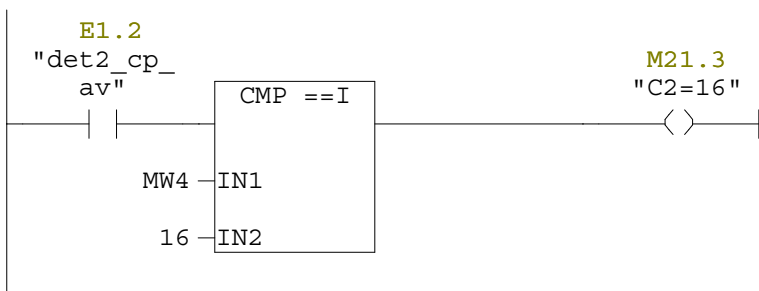 E1.2
"det2_cp_
av"
M21.3
"C2=16"
CMP ==I
MW4
IN1
16
IN2